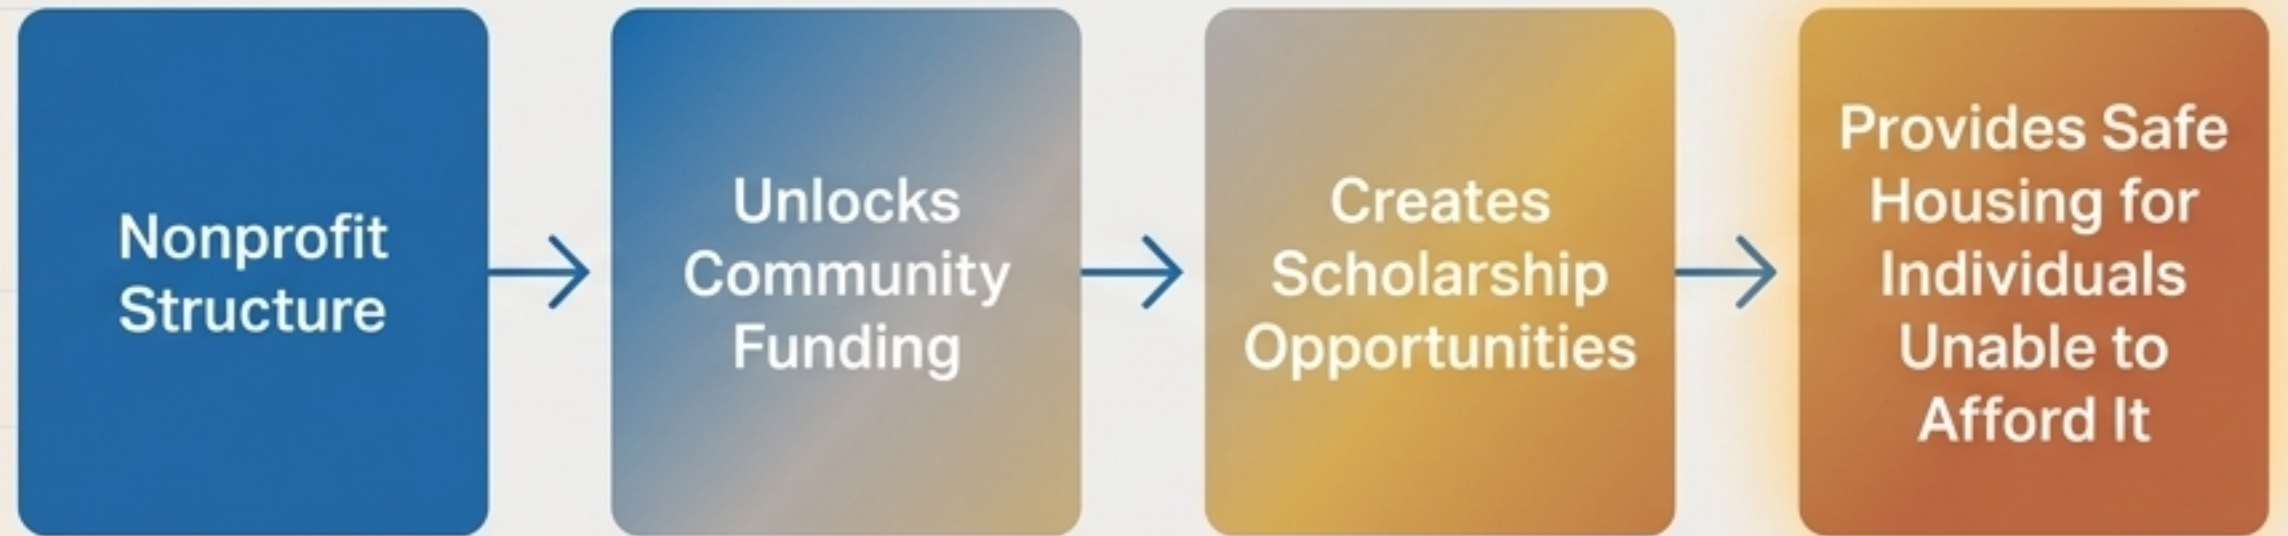 Nonprofit
Structure
Unlocks
Community
Funding
Creates
Scholarship
Opportunities
Provides Safe
Housing for
Individuals
Unable to
Afford It